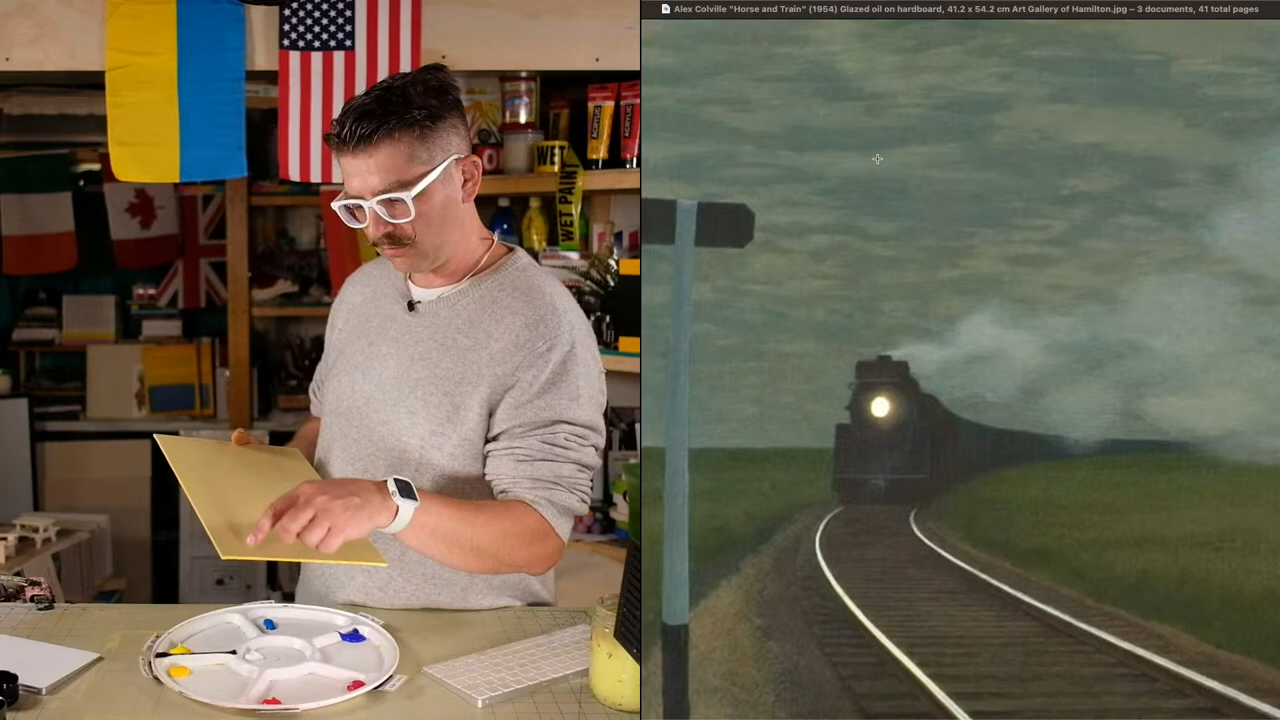 Alex Colville "Horse and Train" (1954) Glazed oil on hardboard, 41.2 x 54.2 cm Art Gallery of Hamilton.jpg – 3 documents, 41 total pages
ACRYLIC
ACRYLIC
WET
WET PAINT